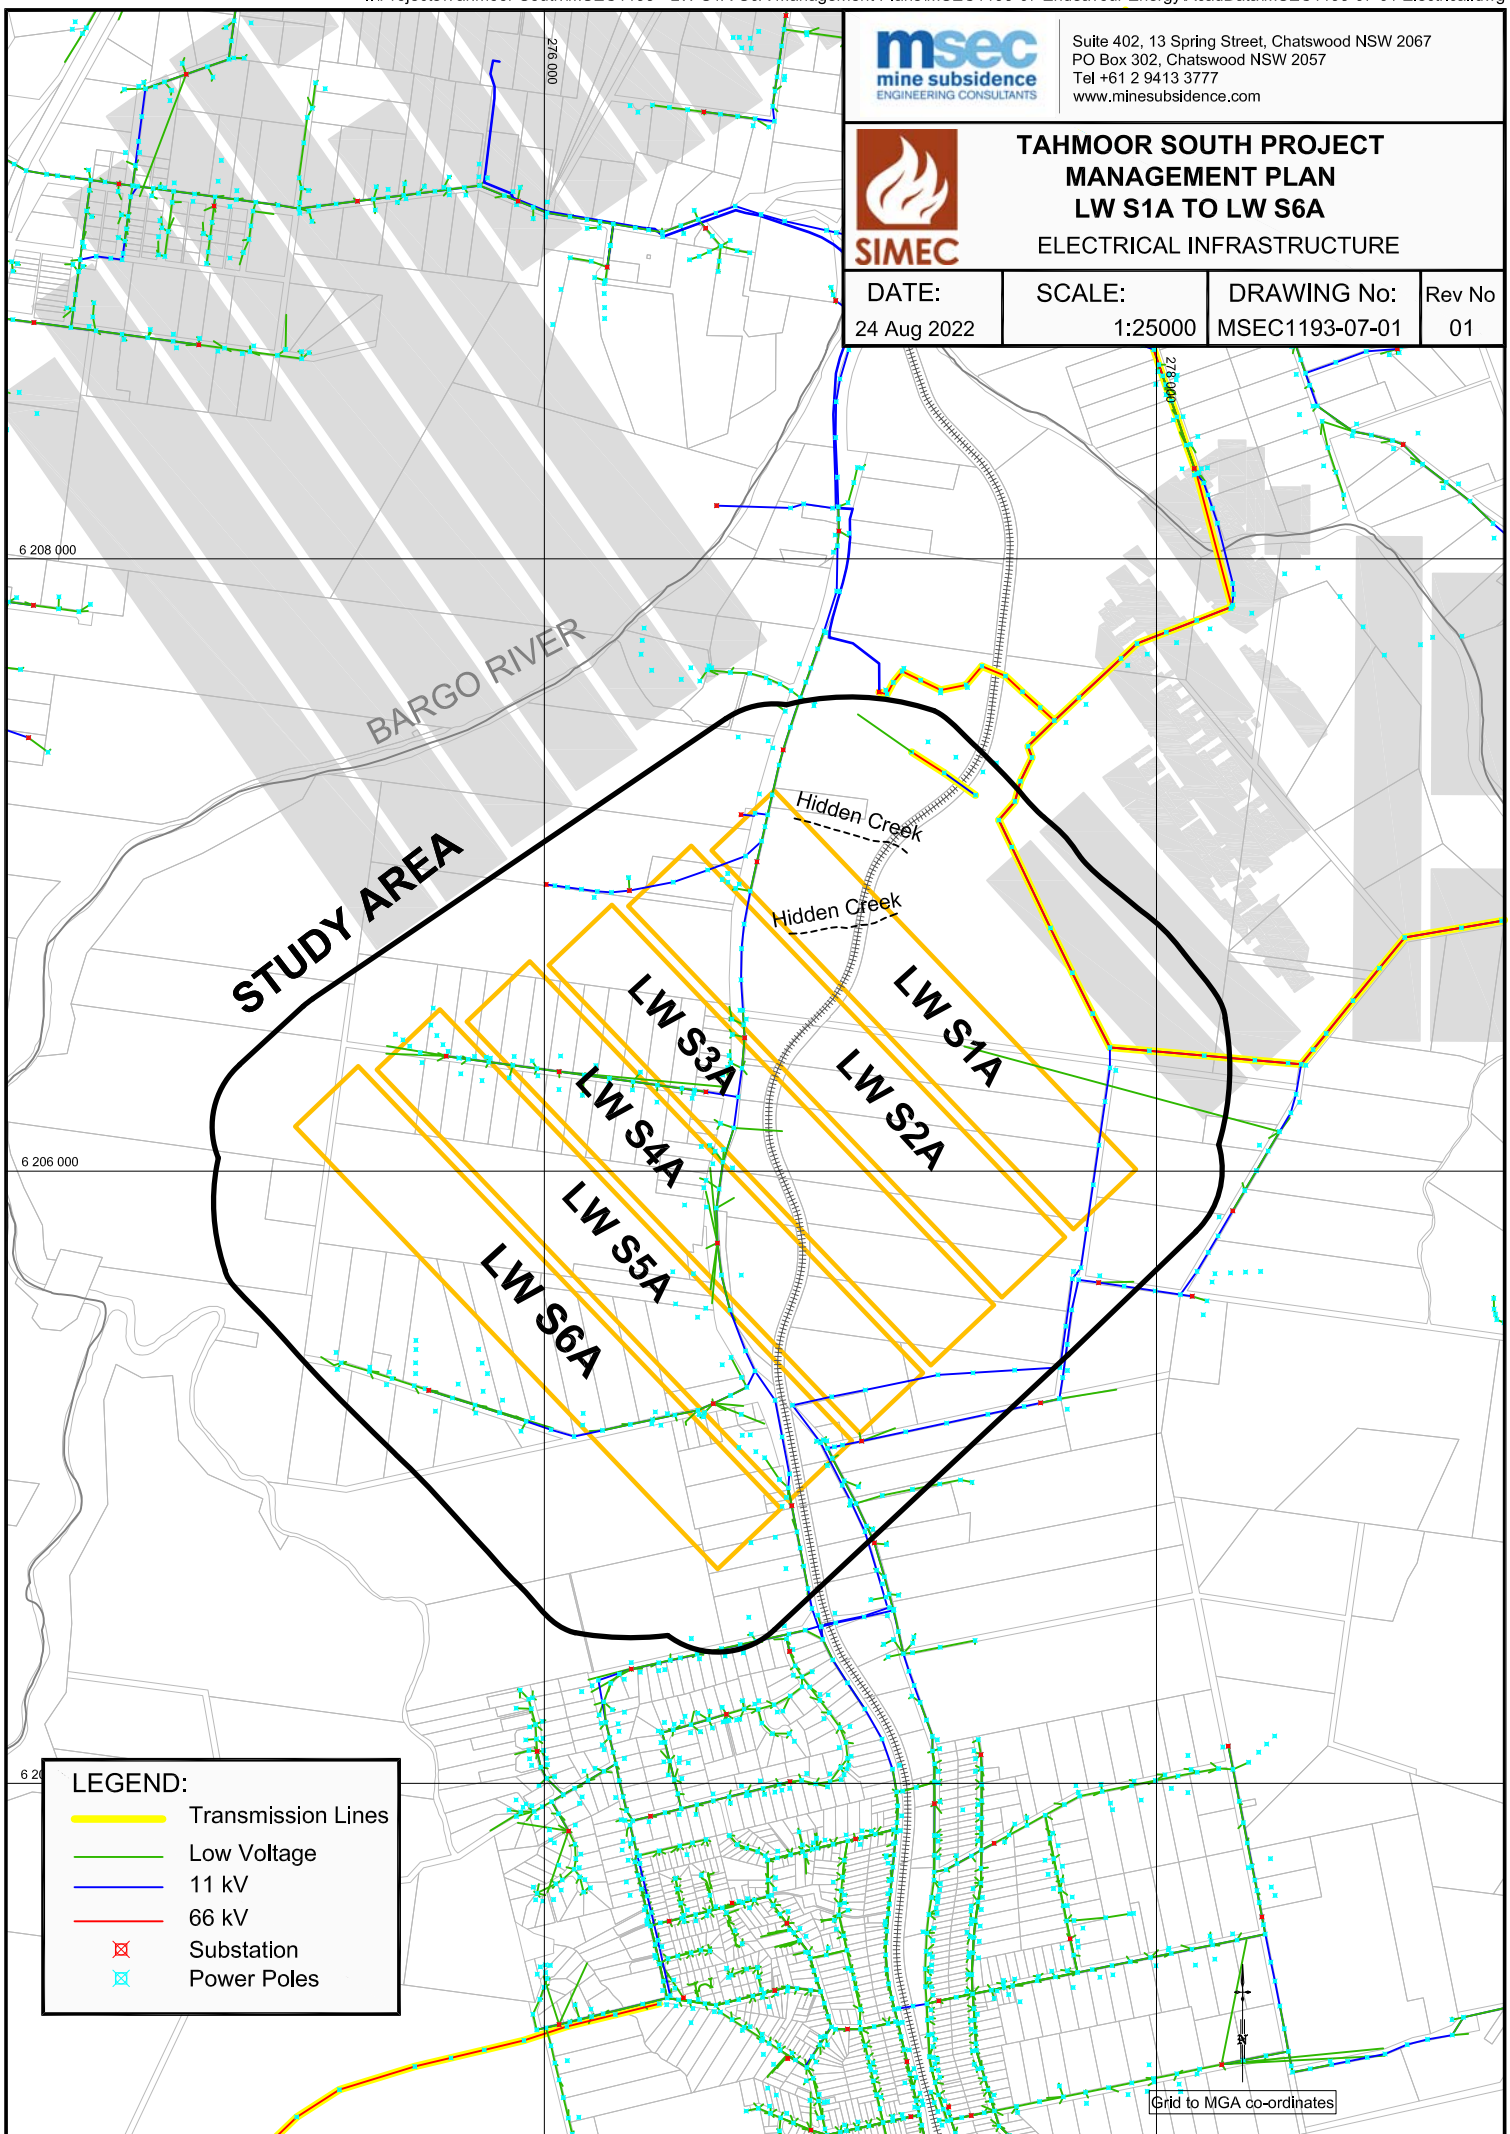 msec
mine subsidence
ENGINEERING CONSULTANTS
Suite 402, 13 Spring Street, Chatswood NSW 2067
PO Box 302, Chatswood NSW 2057
Tel +61 2 9413 3777
www.minesubsidence.com
SIMEC
TAHMOOR SOUTH PROJECT
MANAGEMENT PLAN
LW S1A TO LW S6A
ELECTRICAL INFRASTRUCTURE
DATE:
24 Aug 2022
SCALE:
1:25000
DRAWING No:
MSEC1193-07-01
Rev No
01
276 000
278 000
6 208 000
BARGO RIVER
STUDY AREA
Hidden Creek
Hidden Creek
LW S1A
LW S2A
LW S3A
LW S4A
LW S5A
LW S6A
6 206 000
6 20
LEGEND:
Transmission Lines
Low Voltage
11 kV
66 kV
Substation
Power Poles
N
Grid to MGA co-ordinates